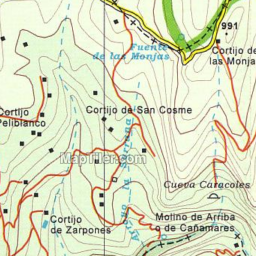 991
Fuente
de las Monjas
Cortijo de
las Monjas
Cortijo
Peliblanco
Cortijo de San Cosme
Maptiler.com
Cueva Caracoles
Cortijo
de Zarpones
Molino de Arriba
o de Cañamares